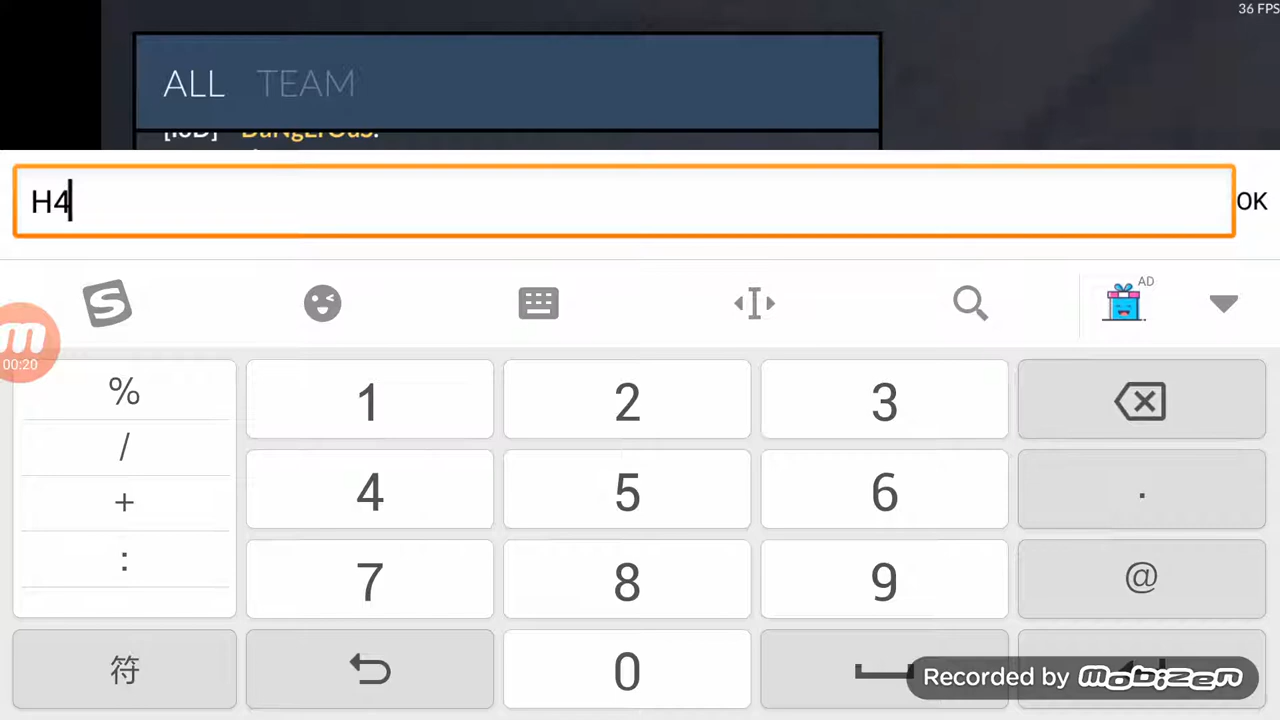 36 FPS
ALL TEAM
H4
OK
AD
00:20
% 1 2 3
/
4 5 6 .
+
: 7 8 9 @
符 0
Recorded by mobizen